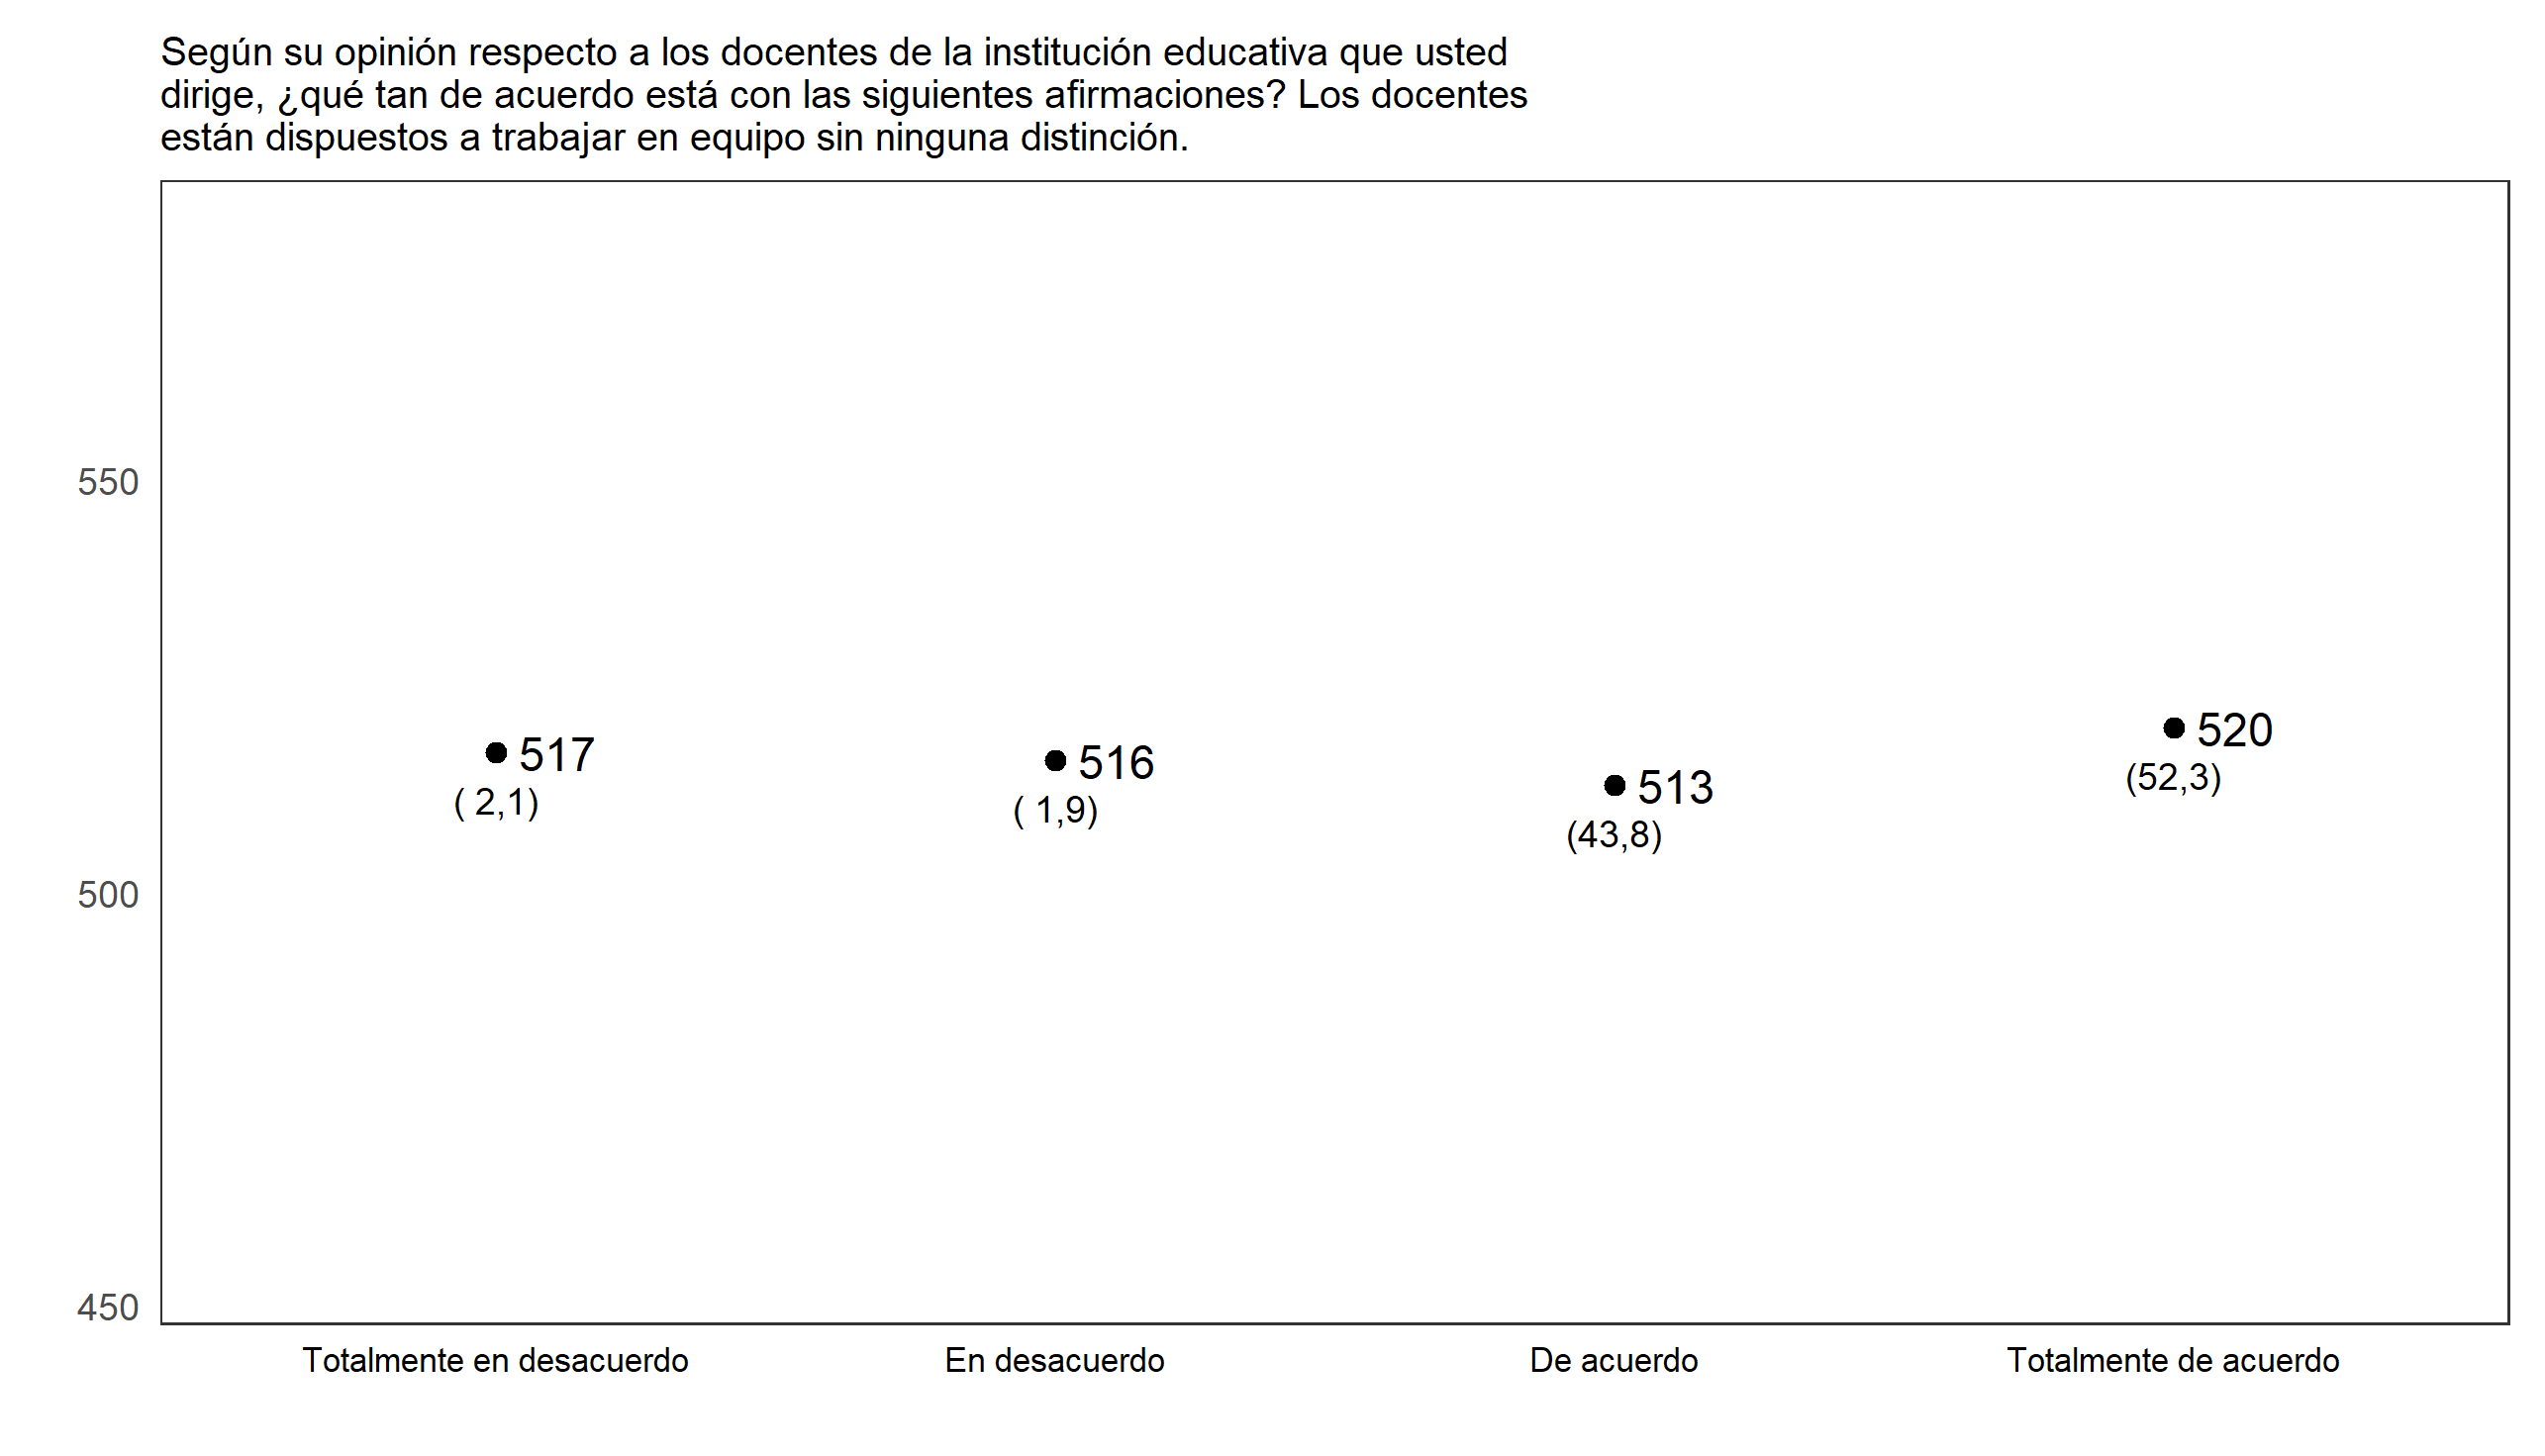 Según su opinión respecto a los docentes de la institución educativa que usted
dirige, ¿qué tan de acuerdo está con las siguientes afirmaciones? Los docentes
están dispuestos a trabajar en equipo sin ninguna distinción.
550
500
450
517
( 2,1)
516
( 1,9)
513
(43,8)
520
(52,3)
Totalmente en desacuerdo
En desacuerdo
De acuerdo
Totalmente de acuerdo